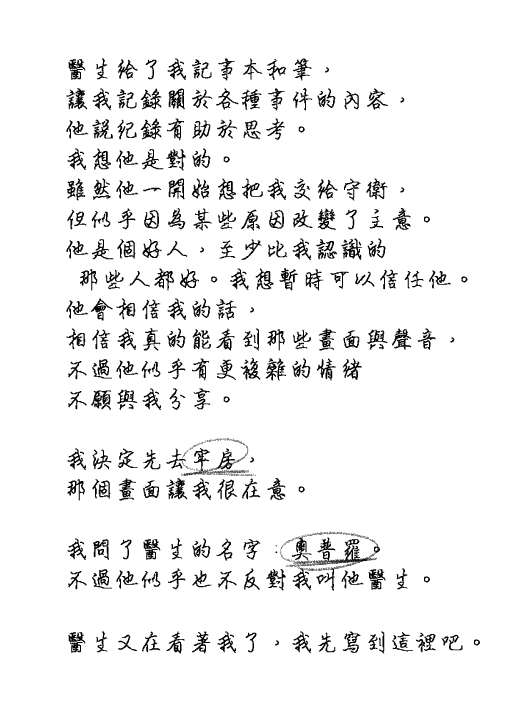 醫生給了我記事本和筆，
讓我記錄關於各種事件的內容，
他說紀錄有助於思考。
我想他是對的。
雖然他一開始想把我交給守衛，
但似乎因為某些原因改變了主意。
他是個好人，至少比我認識的
那些人都好。我想暫時可以信任他。
他會相信我的話，
相信我真的能看到那些畫面與聲音，
不過他似乎有更複雜的情緒
不願與我分享。
我決定先去牢房，
那個畫面讓我很在意。
我問了醫生的名字：奧普羅。
不過他似乎也不反對我叫他醫生。
醫生又在看著我了，我先寫到這裡吧。